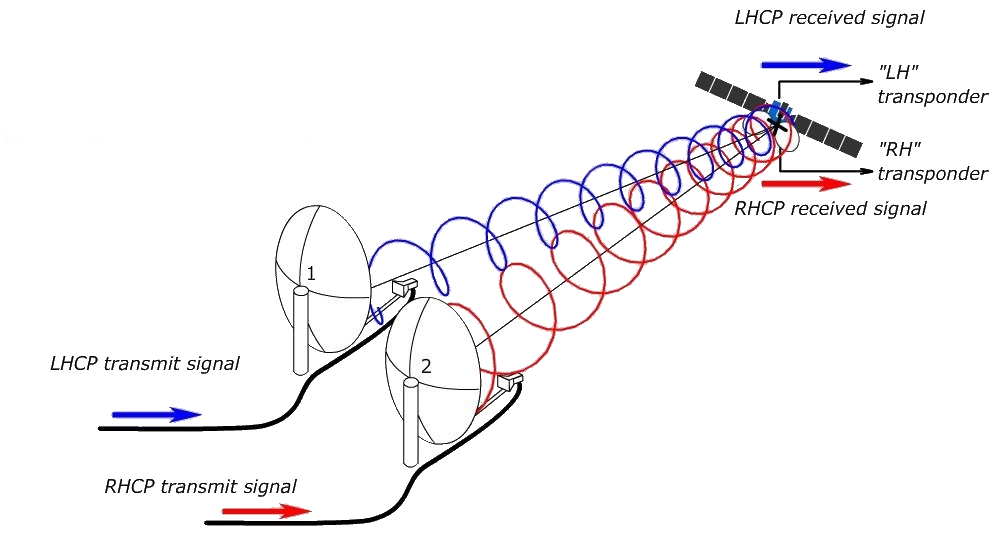 LHCP received signal
"LH"
transponder
"RH"
transponder
RHCP received signal
1
LHCP transmit signal
2
RHCP transmit signal